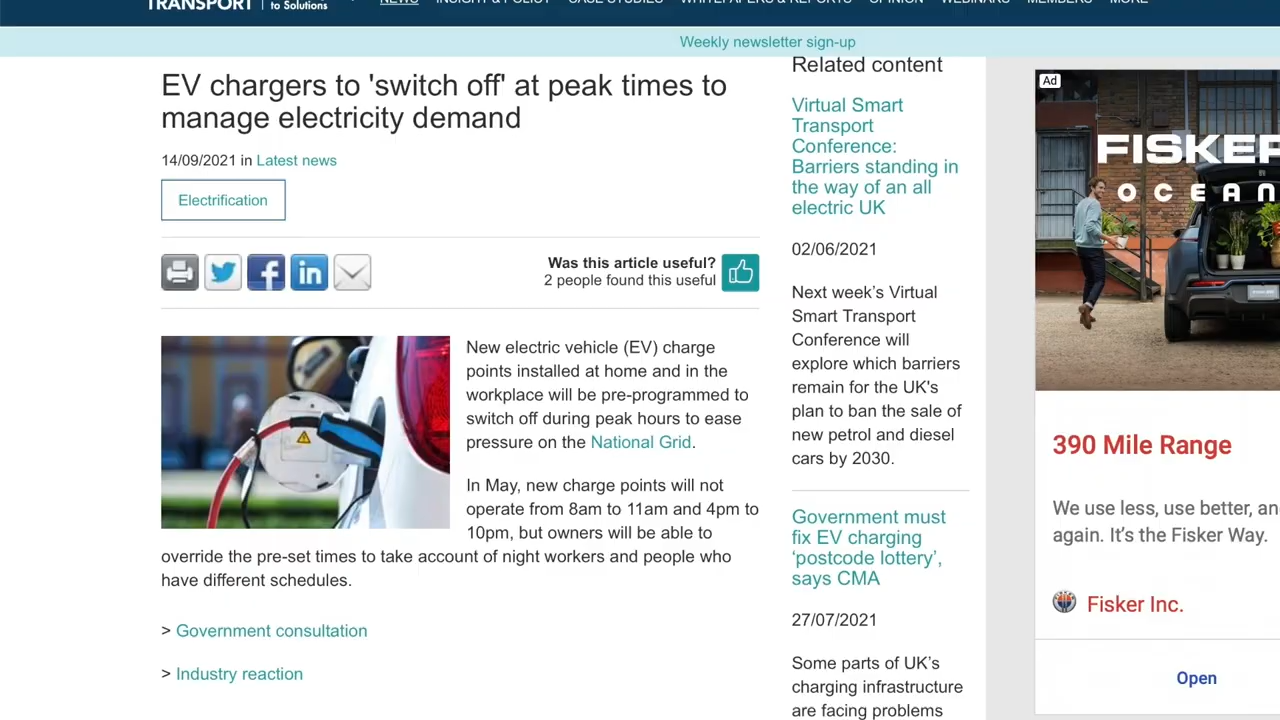 TRANSPORT
to Solutions
NEWS INSIGHT & POLICY CASE STUDIES WHITEPAPERS & REPORTS OPINION WEBINARS MEMBERS MORE
Weekly newsletter sign-up
EV chargers to 'switch off' at peak times to
manage electricity demand
14/09/2021 in Latest news
Electrification
Was this article useful?
2 people found this useful
New electric vehicle (EV) charge
points installed at home and in the
workplace will be pre-programmed to
switch off during peak hours to ease
pressure on the National Grid.
In May, new charge points will not
operate from 8am to 11am and 4pm to
10pm, but owners will be able to
override the pre-set times to take account of night workers and people who
have different schedules.
> Government consultation
> Industry reaction
Related content
Virtual Smart
Transport
Conference:
Barriers standing in
the way of an all
electric UK
02/06/2021
Next week’s Virtual
Smart Transport
Conference will
explore which barriers
remain for the UK's
plan to ban the sale of
new petrol and diesel
cars by 2030.
Government must
fix EV charging
‘postcode lottery’,
says CMA
27/07/2021
Some parts of UK’s
charging infrastructure
are facing problems
Ad
FISKER
OCEAN
390 Mile Range
We use less, use better, an
again. It’s the Fisker Way.
Fisker Inc.
Open